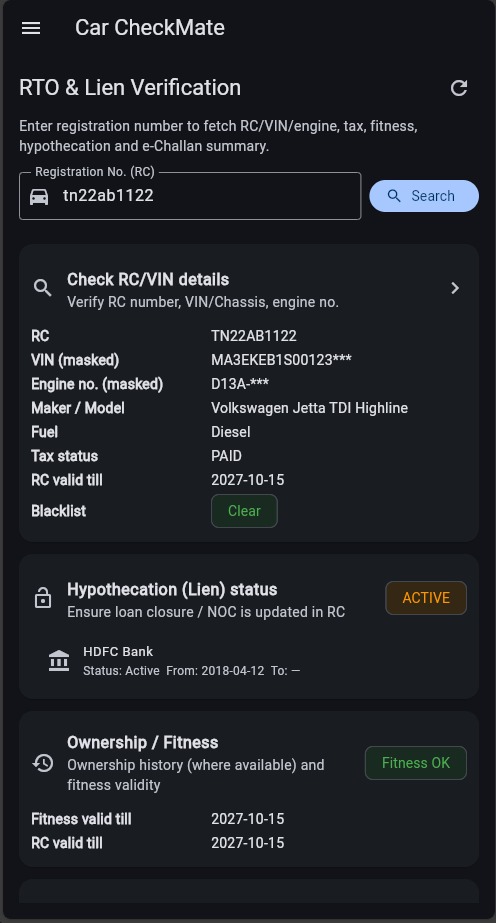 Car CheckMate
RTO & Lien Verification
Enter registration number to fetch RC/VIN/engine, tax, fitness,
hypothecation and e-Challan summary.
Registration No. (RC)
tn22ab1122
Search
Check RC/VIN details
Verify RC number, VIN/Chassis, engine no.
RC TN22AB1122
VIN (masked) MA3EKEB1S00123***
Engine no. (masked) D13A-***
Maker / Model Volkswagen Jetta TDI Highline
Fuel Diesel
Tax status PAID
RC valid till 2027-10-15
Blacklist Clear
Hypothecation (Lien) status
Ensure loan closure / NOC is updated in RC
ACTIVE
HDFC Bank
Status: Active From: 2018-04-12 To: —
Ownership / Fitness
Ownership history (where available) and
fitness validity
Fitness OK
Fitness valid till 2027-10-15
RC valid till 2027-10-15